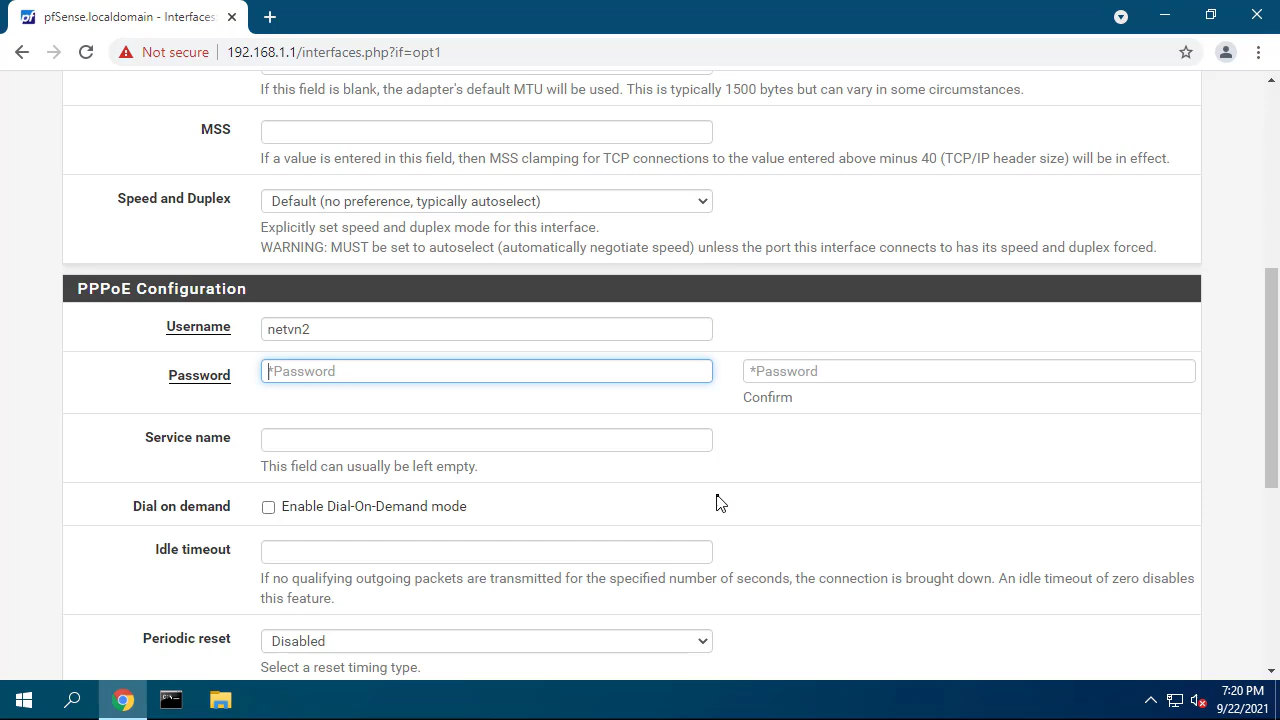 pfSense.localdomain - Interfaces:
Not secure
192.168.1.1/interfaces.php?if=opt1
If this field is blank, the adapter's default MTU will be used. This is typically 1500 bytes but can vary in some circumstances.
MSS
If a value is entered in this field, then MSS clamping for TCP connections to the value entered above minus 40 (TCP/IP header size) will be in effect.
Speed and Duplex
Default (no preference, typically autoselect)
Explicitly set speed and duplex mode for this interface.
WARNING: MUST be set to autoselect (automatically negotiate speed) unless the port this interface connects to has its speed and duplex forced.
PPPoE Configuration
Username
netvn2
Password
*Password
*Password
Confirm
Service name
This field can usually be left empty.
Dial on demand
Enable Dial-On-Demand mode
Idle timeout
If no qualifying outgoing packets are transmitted for the specified number of seconds, the connection is brought down. An idle timeout of zero disables
this feature.
Periodic reset
Disabled
Select a reset timing type.
7:20 PM
9/22/2021